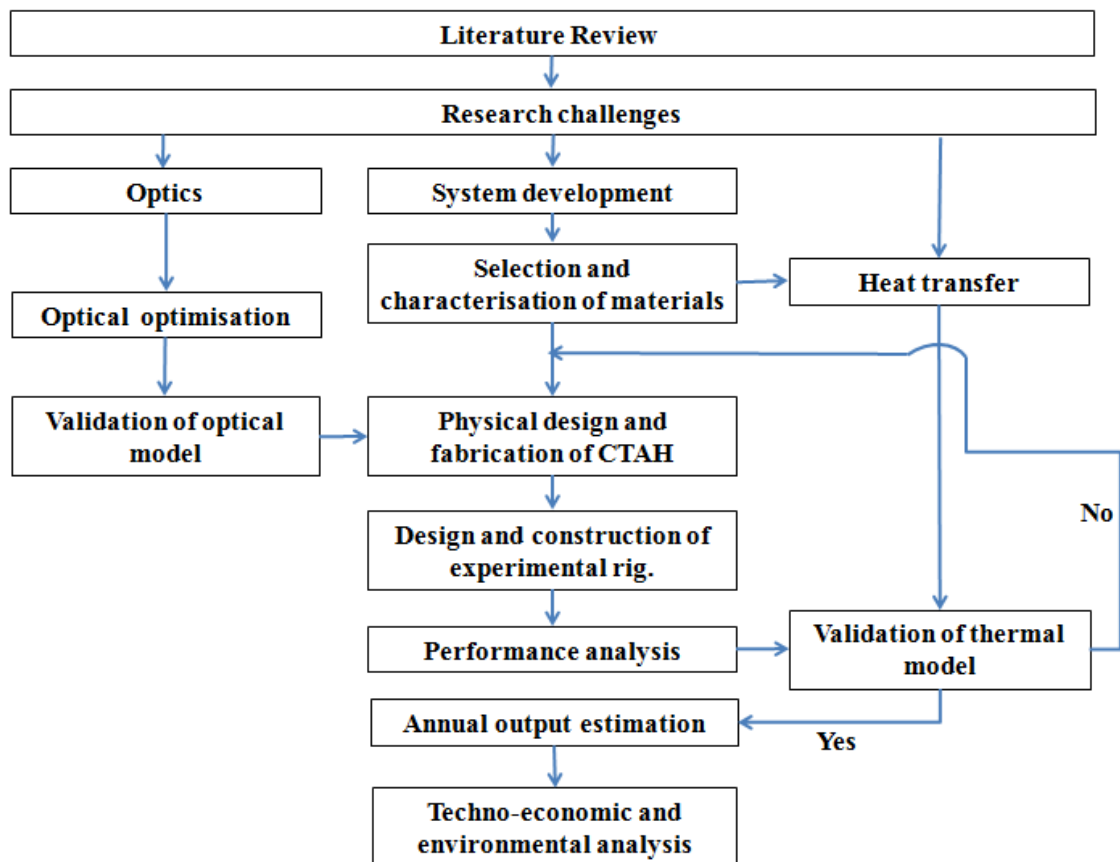 Literature Review
Research challenges
Optics
System development
Selection and
characterisation of materials
Heat transfer
Optical optimisation
Validation of optical
model
Physical design and
fabrication of CTAH
No
Design and construction of
experimental rig.
Performance analysis
Validation of thermal
model
Annual output estimation
Yes
Techno-economic and
environmental analysis